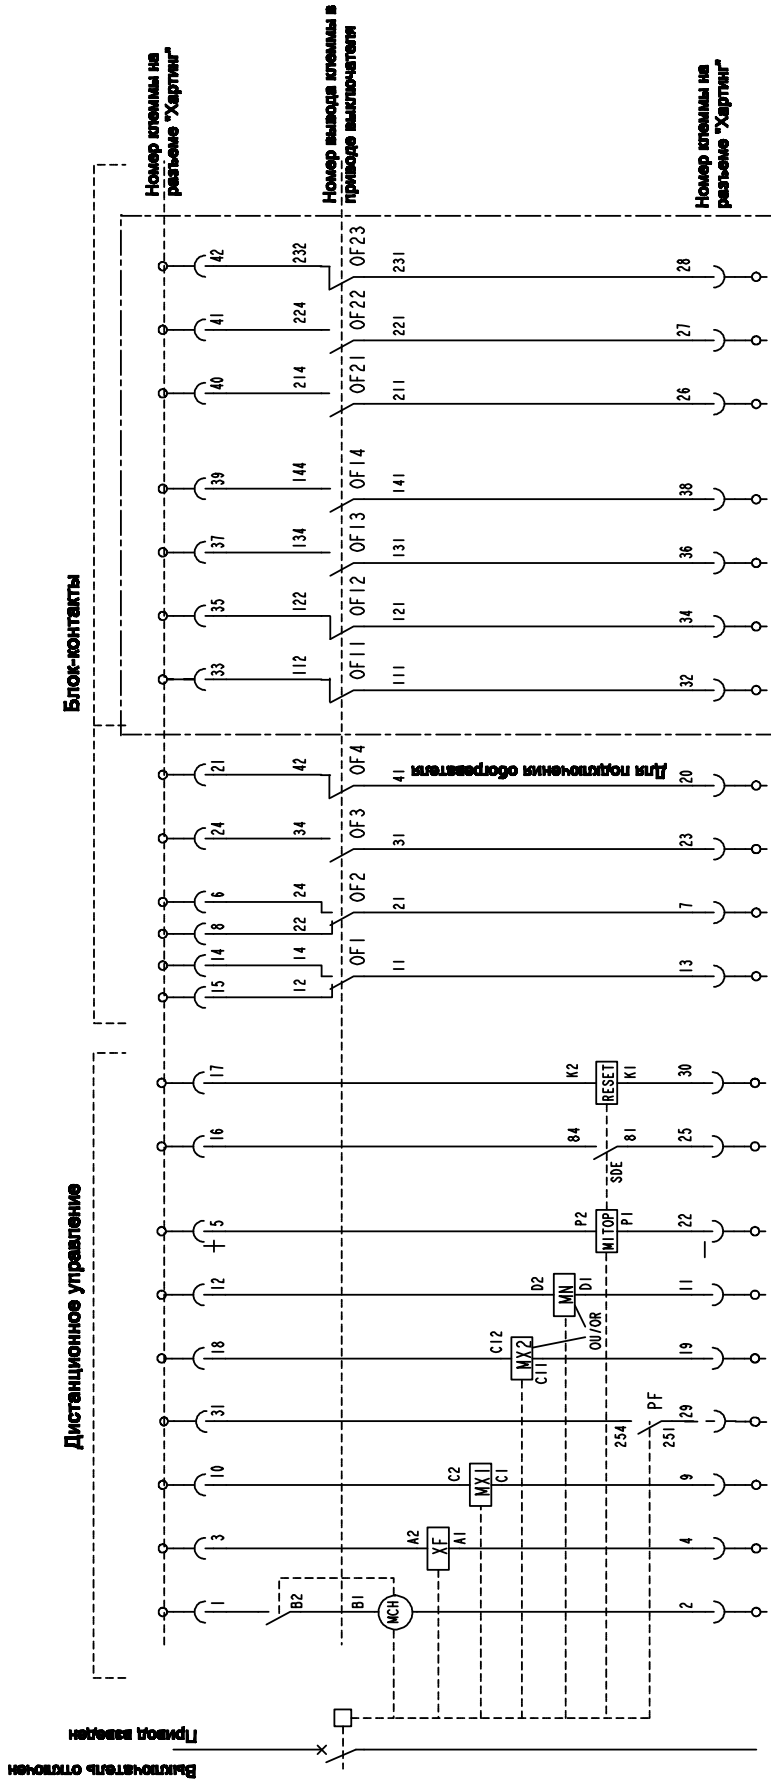 Номер клеммы на
разъеме "Хартинг"
Номер вывода клеммы в
приводе выключателя
Номер клеммы на
разъеме "Хартинг"
Блок-контакты
42 232 OF23 231 28
41 224 OF22 221 27
40 214 OF21 211 26
39 144 OF14 141 38
37 134 OF13 131 36
35 122 OF12 121 34
33 112 OF11 111 32
21 42 OF4 41 20
Для подключения обогревателя
24 34 OF3 31 23
6 24 OF2 21 7
8 22
14 14 OF1 11 13
15 12
Дистанционное управление
17 K2 RESET K1 30
16 84 SDE 81 25
5 + P2 MITOP P1 22 –
12 D2 MN D1 11
OU/OR
18 C12 MX2 C11 19
31 254 PF 251 29
10 C2 MX1 C1 9
3 A2 XF A1 4
1 B2 B1 MCH 2
Привод взведен
Выключатель отключен